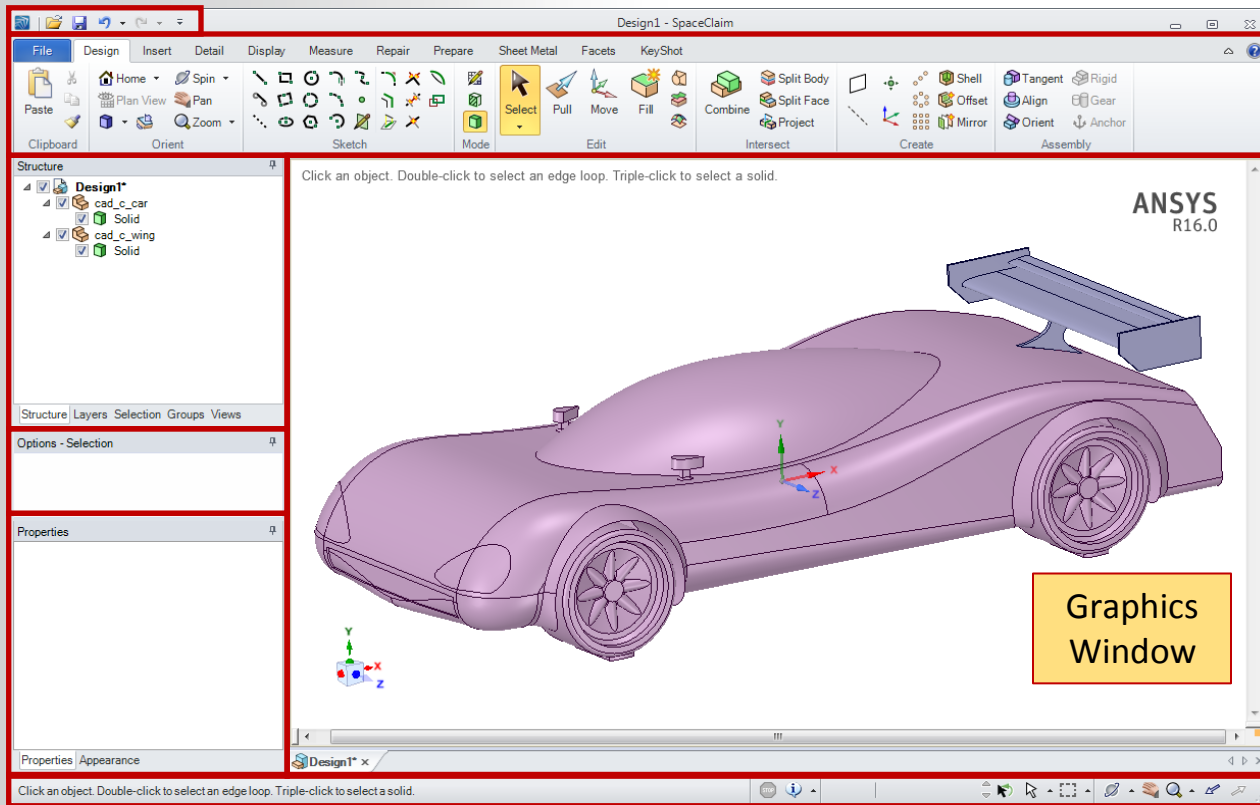 Design1 - SpaceClaim
File Design Insert Detail Display Measure Repair Prepare Sheet Metal Facets KeyShot
Paste
Clipboard
Home Spin
Plan View Pan
Zoom
Orient
Sketch
Mode
Select Pull Move Fill
Edit
Combine
Split Body
Split Face
Project
Intersect
Shell
Offset
Mirror
Create
Tangent Rigid
Align Gear
Orient Anchor
Assembly
Structure
Design1*
cad_c_car
Solid
cad_c_wing
Solid
Structure Layers Selection Groups Views
Options - Selection
Properties
Properties Appearance
Click an object. Double-click to select an edge loop. Triple-click to select a solid.
ANSYS
R16.0
Y
X
Z
Y
X
Z
Graphics
Window
Design1*
Click an object. Double-click to select an edge loop. Triple-click to select a solid.